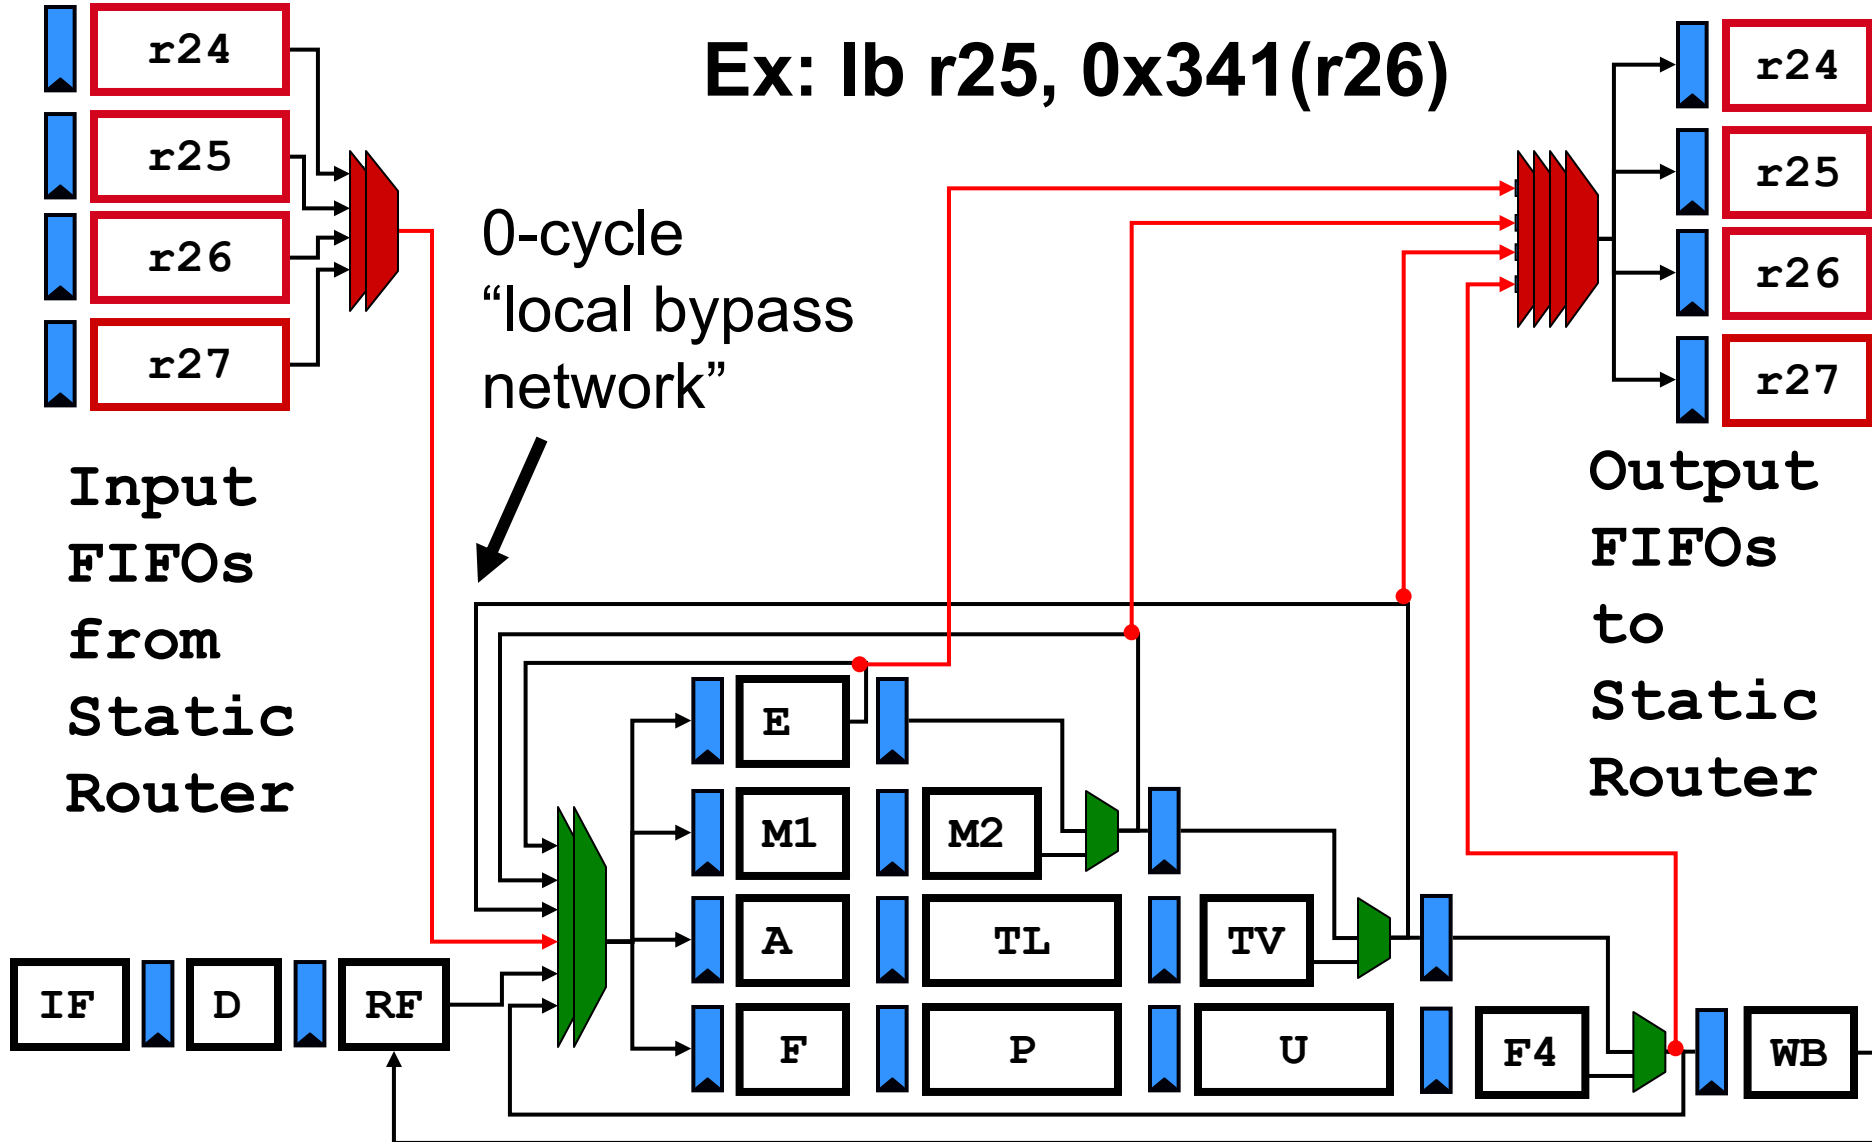 Ex: lb r25, 0x341(r26)
r24
r25
r26
r27
Input
FIFOs
from
Static
Router
0-cycle
“local bypass
network”
r24
r25
r26
r27
Output
FIFOs
to
Static
Router
E
M1
M2
A
TL
TV
IF
D
RF
F
P
U
F4
WB